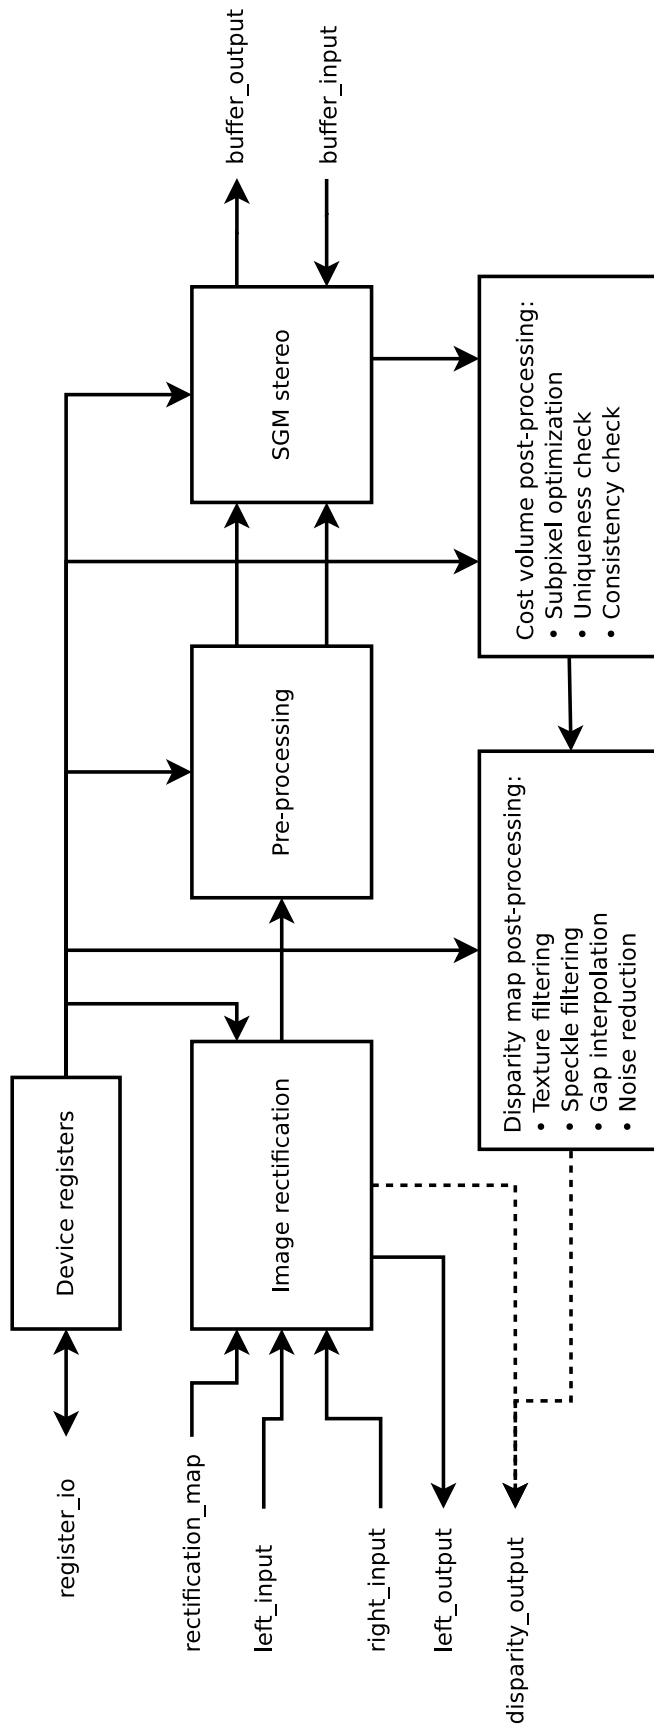 register_io
Device registers
rectification_map
left_input
right_input
left_output
disparity_output
Image rectification
Pre-processing
SGM stereo
buffer_output
buffer_input
Disparity map post-processing:
• Texture filtering
• Speckle filtering
• Gap interpolation
• Noise reduction
Cost volume post-processing:
• Subpixel optimization
• Uniqueness check
• Consistency check